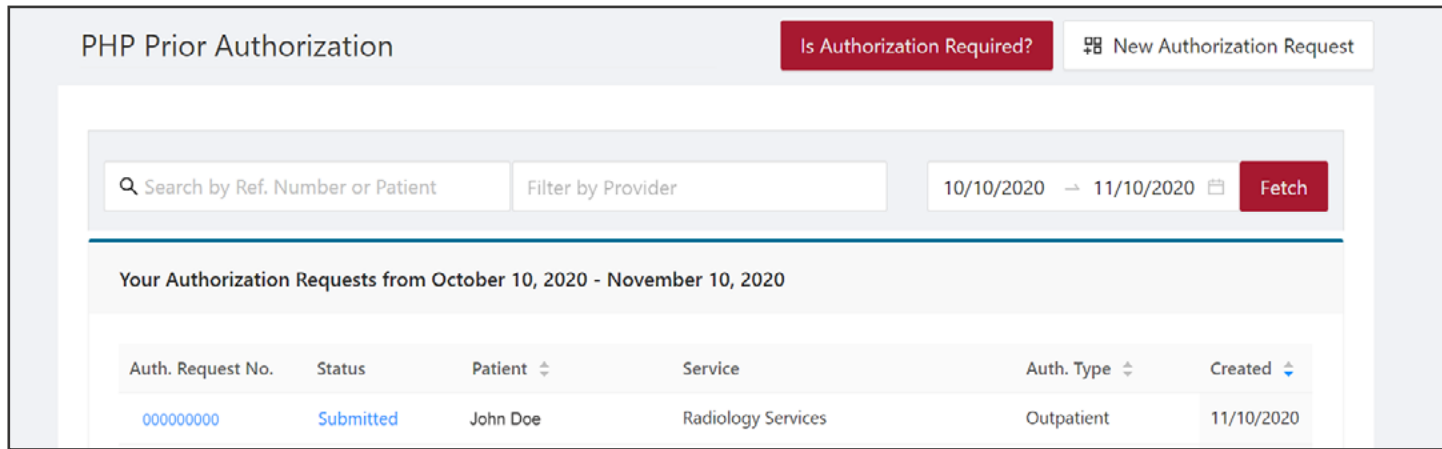 PHP Prior Authorization
Is Authorization Required?
New Authorization Request
Search by Ref. Number or Patient
Filter by Provider
10/10/2020 → 11/10/2020
Fetch
Your Authorization Requests from October 10, 2020 - November 10, 2020
Auth. Request No. Status Patient Service Auth. Type Created
000000000 Submitted John Doe Radiology Services Outpatient 11/10/2020